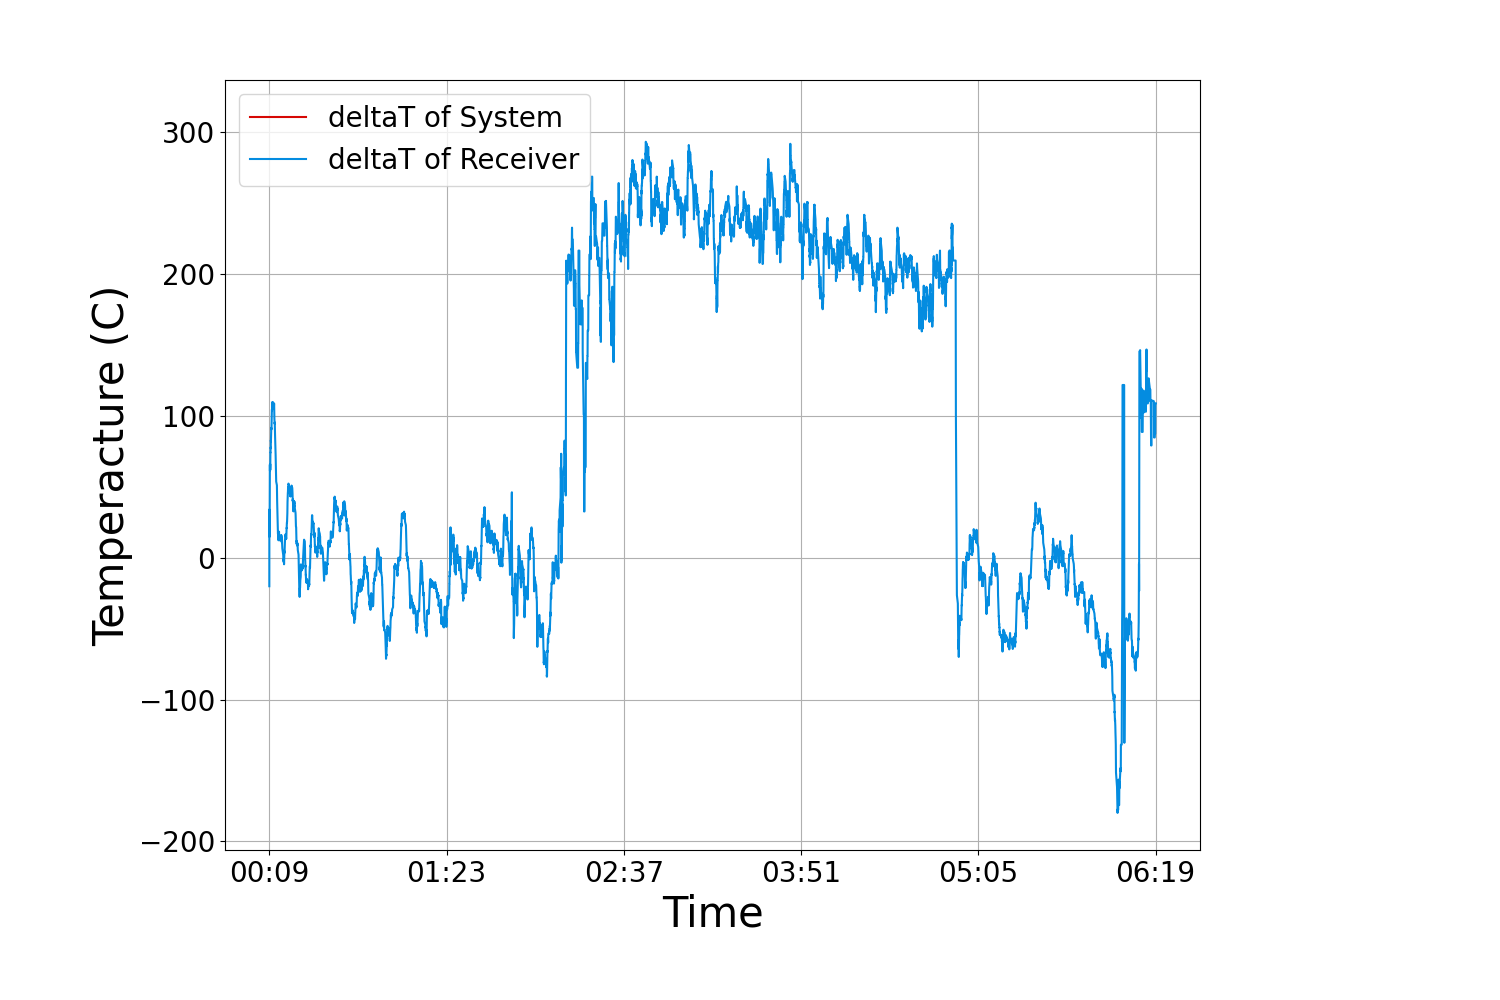 deltaT of System
deltaT of Receiver
300
200
100
0
−100
−200
Temperacture (C)
00:09 01:23 02:37 03:51 05:05 06:19
Time